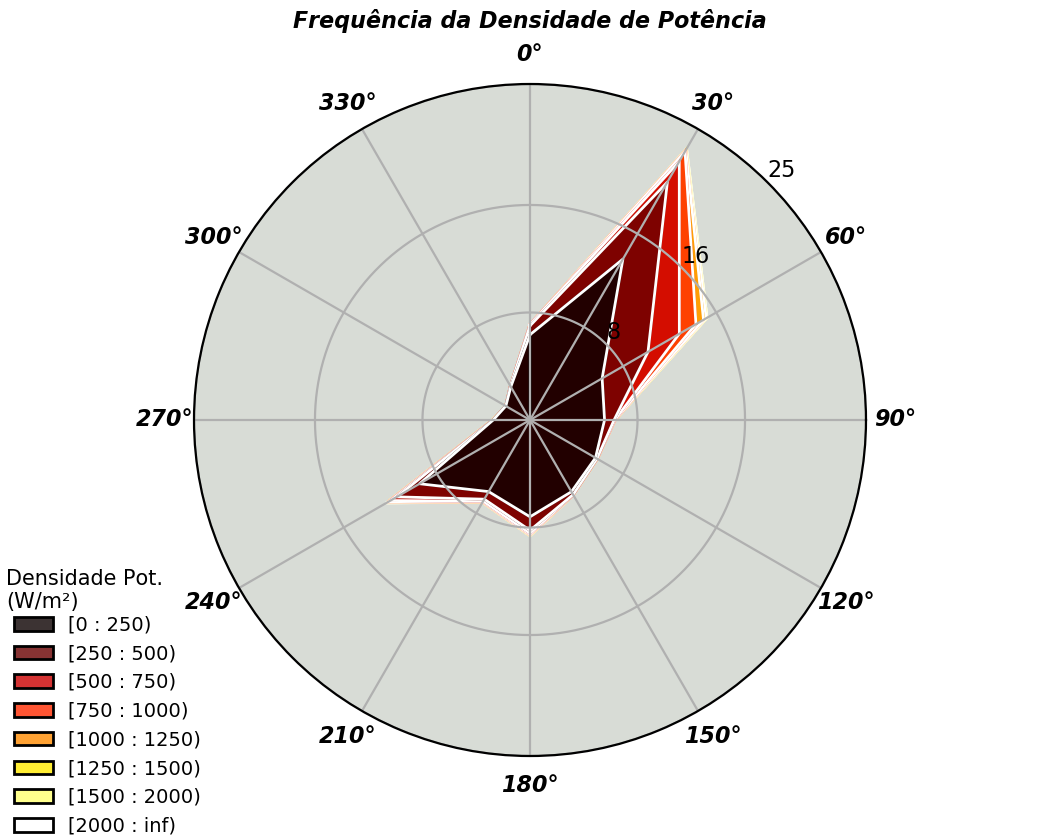 Frequência da Densidade de Potência
0°
330°
30°
25
300°
60°
16
8
270°
90°
240°
120°
210°
150°
180°
Densidade Pot.
(W/m²)
[0 : 250)
[250 : 500)
[500 : 750)
[750 : 1000)
[1000 : 1250)
[1250 : 1500)
[1500 : 2000)
[2000 : inf)